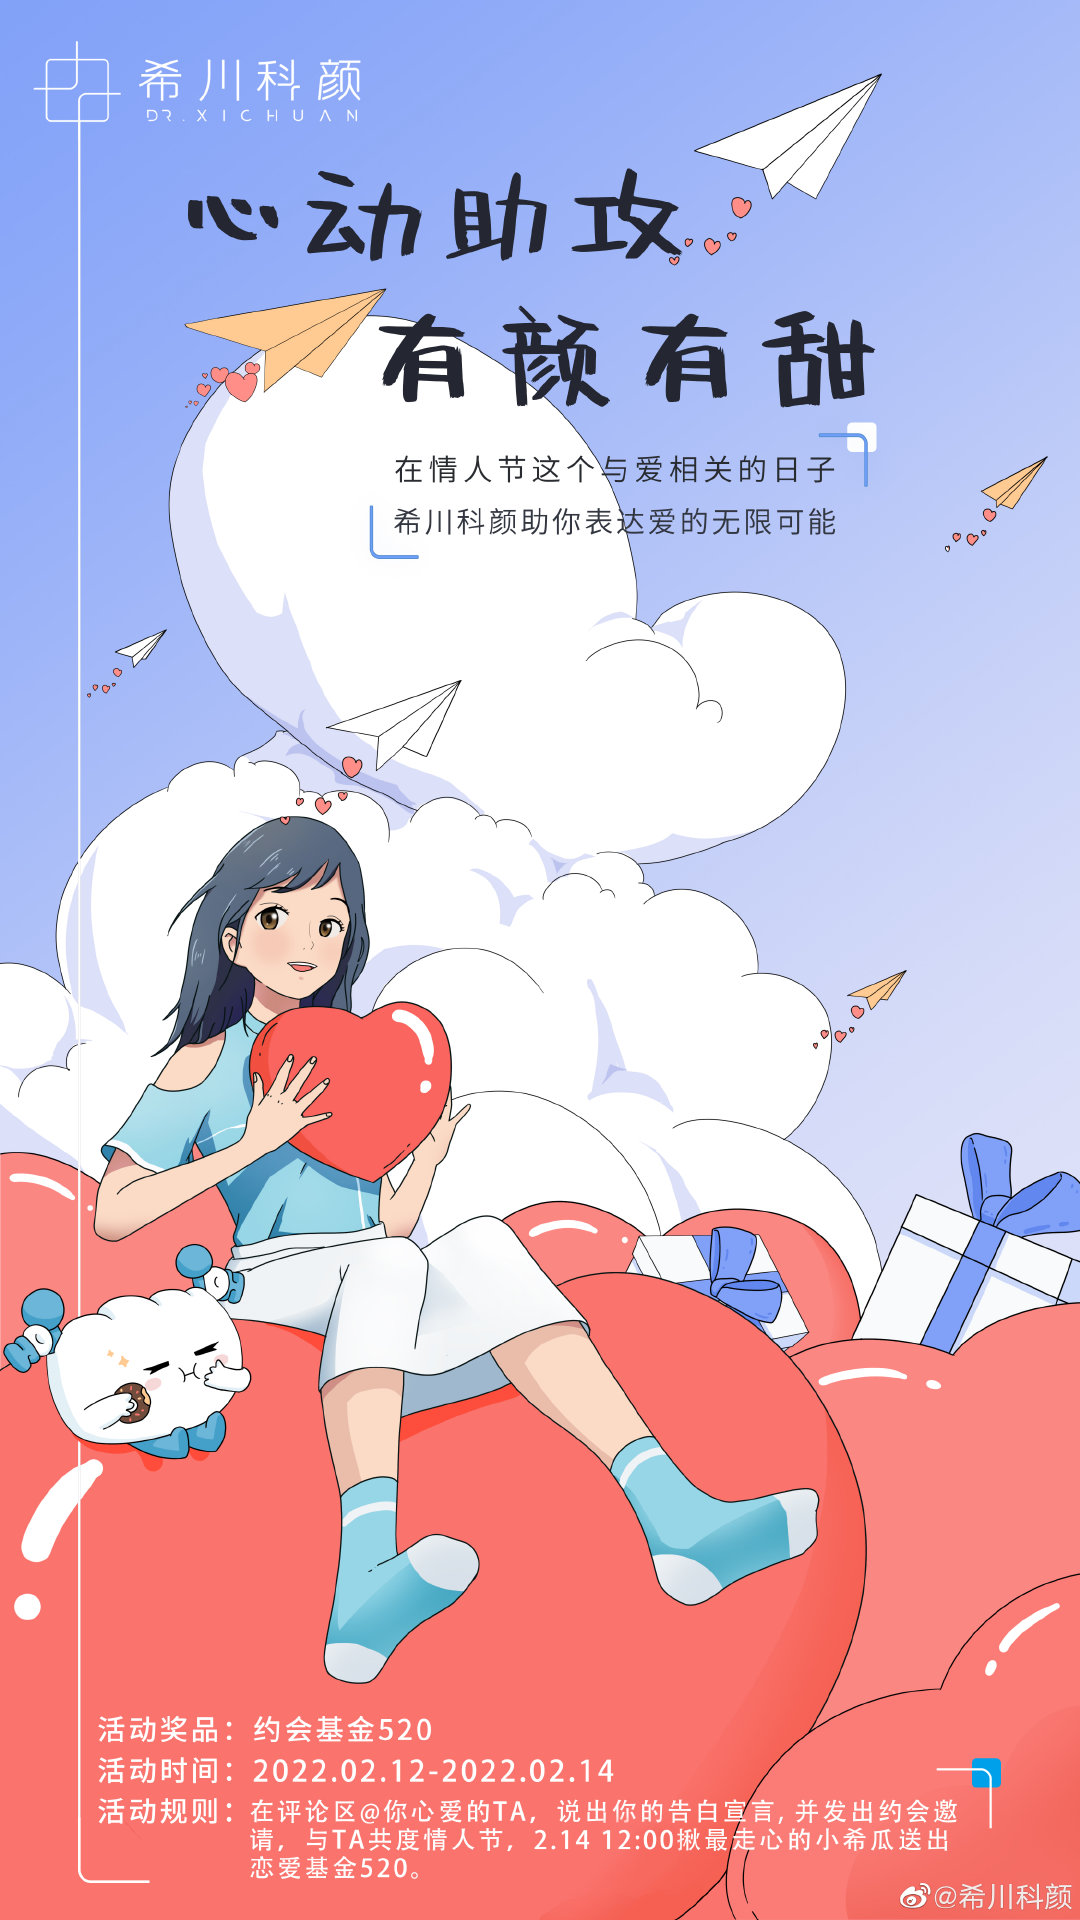 希川科颜
DR.XICHUAN
心动助攻
有颜有甜
在情人节这个与爱相关的日子
希川科颜助你表达爱的无限可能
活动奖品：约会基金520
活动时间：2022.02.12-2022.02.14
活动规则：在评论区@你心爱的TA，说出你的告白宣言，并发出约会邀
请，与TA共度情人节，2.14 12:00揪最走心的小希瓜送出
恋爱基金520。
@希川科颜